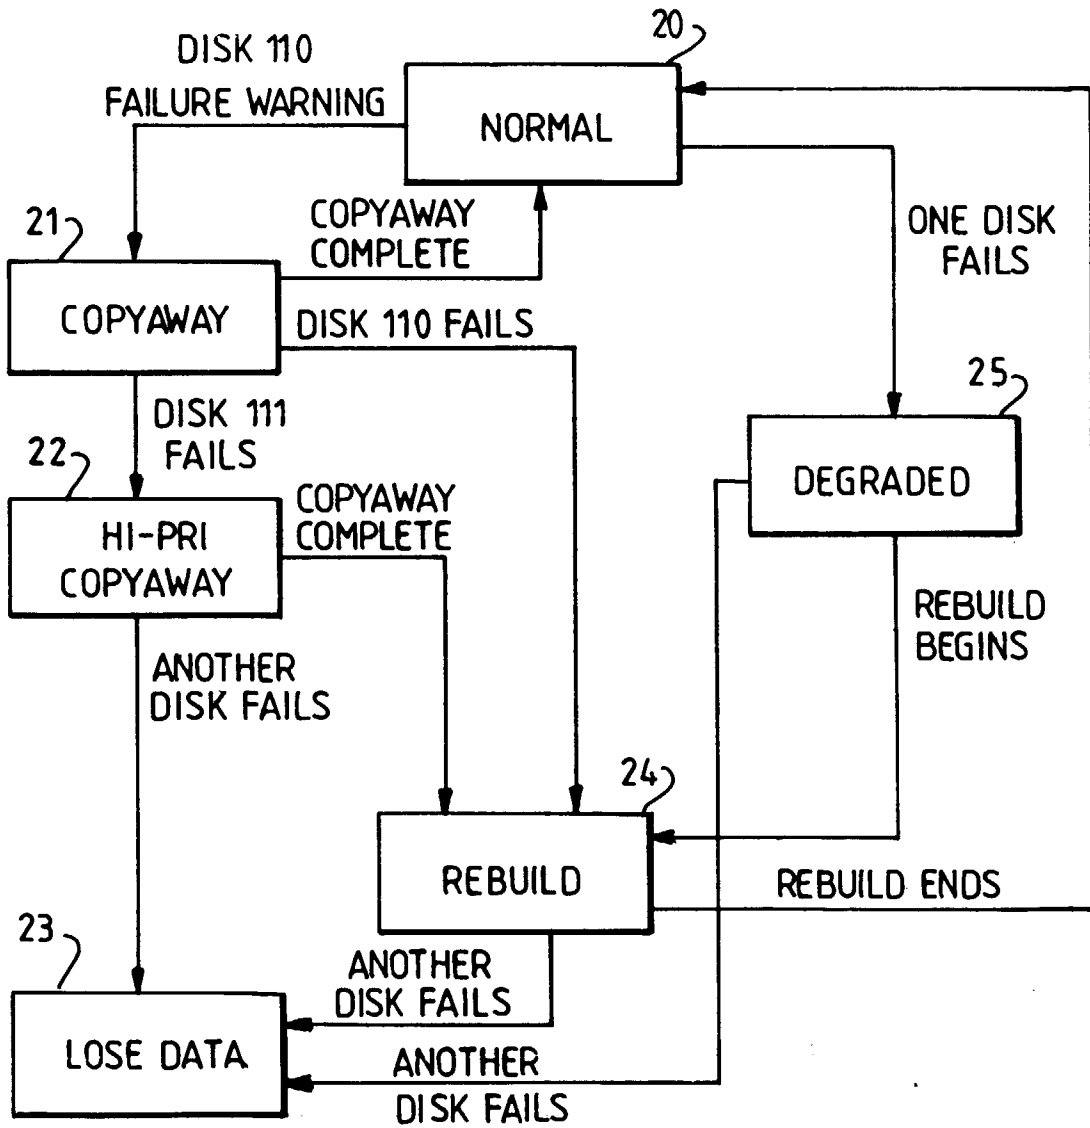 20
DISK 110
FAILURE WARNING
NORMAL
21
COPYAWAY
COMPLETE
ONE DISK
FAILS
COPYAWAY
DISK 110 FAILS
25
DISK 111
FAILS
22
DEGRADED
COPYAWAY
COMPLETE
HI-PRI
COPYAWAY
REBUILD
BEGINS
ANOTHER
DISK FAILS
24
REBUILD
REBUILD ENDS
23
ANOTHER
DISK FAILS
LOSE DATA
ANOTHER
DISK FAILS